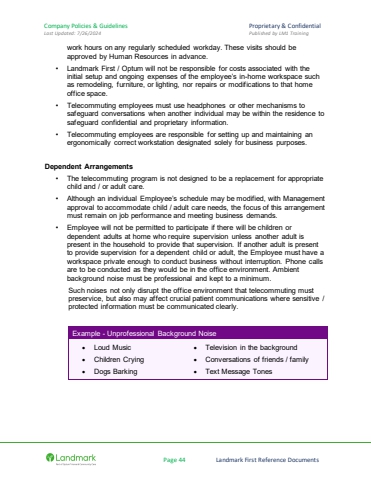 Company Policies & Guidelines
Proprietary & Confidential
Last Updated 7/26/2024
Published by LM1 Training
work hours on any regularly scheduled workday. These visits should be
approved by Human Resources in advance.
• Landmark First / Optum will not be responsible for costs associated with the
initial setup and ongoing expenses of the employee's in-home workspace such
as remodeling, furniture, or lighting, nor repairs or modifications to that home
office space.
• Telecommuting employees must use headphones or other mechanisms to
safeguard conversations when another individual may be within the residence to
safeguard confidential and proprietary information.
• Telecommuting employees are responsible for setting up and maintaining an
ergonomically correct workstation designated solely for business purposes.
Dependent Arrangements
• The telecommuting program is not designed to be a replacement for appropriate
child and / or adult care.
• Although an individual Employee's schedule may be modified, with Management
approval to accommodate child / adult care needs, the focus of this arrangement
must remain on job performance and meeting business demands.
• Employee will not be permitted to participate if there will be children or
dependent adults at home who require supervision unless another adult is
present in the household to provide that supervision. If another adult is present
to provide supervision for a dependent child or adult, the Employee must have a
workspace private enough to conduct business without interruption. Phone calls
are to be conducted as they would be in the office environment. Ambient
background noise must be professional and kept to a minimum.
Such noises not only disrupt the office environment that telecommuting must
preservice, but also may affect crucial patient communications where sensitive /
protected information must be communicated clearly.
Example - Unprofessional Background Noise
• Loud Music
• Children Crying
• Dogs Barking
• Television in the background
• Conversations of friends / family
• Text Message Tones
Landmark
Page 44
Landmark First Reference Documents